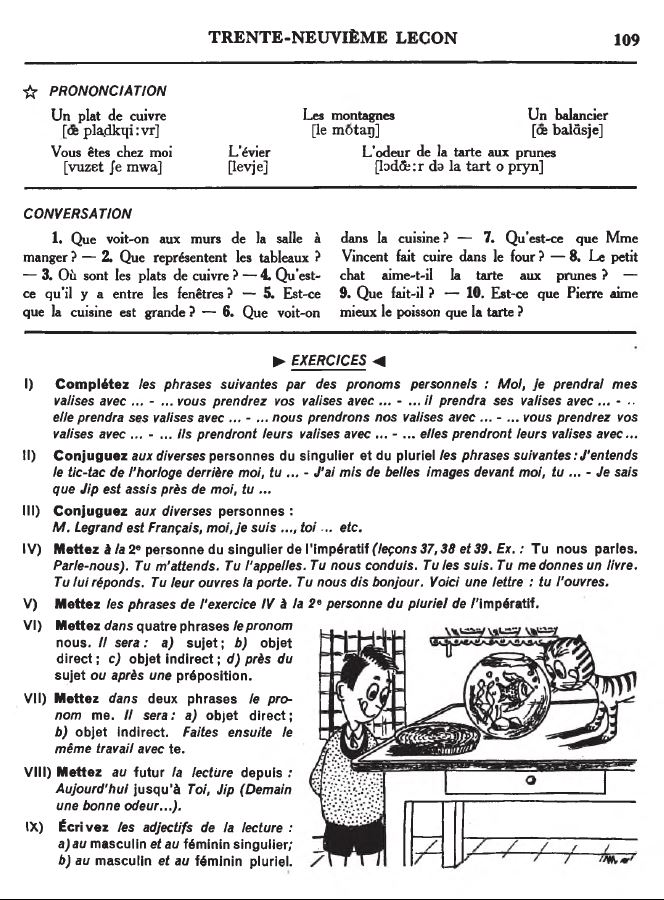 TRENTE-NEUVIÈME LECON 109
☆ PRONONCIATION
Un plat de cuivre Les montagnes Un balancier
Vous êtes chez moi L'évier L'odeur de la tarte aux prunes
[vuzɛt ʃe mwa] [levje]
CONVERSATION
1. Que voit-on aux murs de la salle à
manger ? — 2. Que représentent les tableaux ?
— 3. Où sont les plats de cuivre ? — 4. Qu'est-
ce qu'il y a entre les fenêtres ? — 5. Est-ce
que la cuisine est grande ? — 6. Que voit-on
dans la cuisine ? — 7. Qu'est-ce que Mme
Vincent fait cuire dans le four ? — 8. Le petit
chat aime-t-il la tarte aux prunes ? —
9. Que fait-il ? — 10. Est-ce que Pierre aime
mieux le poisson que la tarte ?
► EXERCICES ◄
I) Complétez les phrases suivantes par des pronoms personnels : Moi, je prendrai mes
valises avec ... - ... vous prendrez vos valises avec ... - ... il prendra ses valises avec ... - ..
elle prendra ses valises avec ... - ... nous prendrons nos valises avec ... - ... vous prendrez vos
valises avec ... - ... ils prendront leurs valises avec ... - ... elles prendront leurs valises avec...
II) Conjuguez aux diverses personnes du singulier et du pluriel les phrases suivantes : J'entends
le tic-tac de l'horloge derrière moi, tu ... - J'ai mis de belles images devant moi, tu ... - Je sais
que Jip est assis près de moi, tu ...
III) Conjuguez aux diverses personnes :
M. Legrand est Français, moi, je suis ..., toi ... etc.
IV) Mettez à la 2e personne du singulier de l'impératif (leçons 37, 38 et 39. Ex. : Tu nous parles.
Parle-nous). Tu m'attends. Tu l'appelles. Tu nous conduis. Tu les suis. Tu me donnes un livre.
Tu lui réponds. Tu leur ouvres la porte. Tu nous dis bonjour. Voici une lettre : tu l'ouvres.
V) Mettez les phrases de l'exercice IV à la 2e personne du pluriel de l'impératif.
VI) Mettez dans quatre phrases le pronom
nous. Il sera : a) sujet ; b) objet
direct ; c) objet indirect ; d) près du
sujet ou après une préposition.
VII) Mettez dans deux phrases le pro-
nom me. Il sera : a) objet direct ;
b) objet indirect. Faites ensuite le
même travail avec te.
VIII) Mettez au futur la lecture depuis :
Aujourd'hui jusqu'à Toi, Jip (Demain
une bonne odeur...).
IX) Écrivez les adjectifs de la lecture :
a) au masculin et au féminin singulier;
b) au masculin et au féminin pluriel.